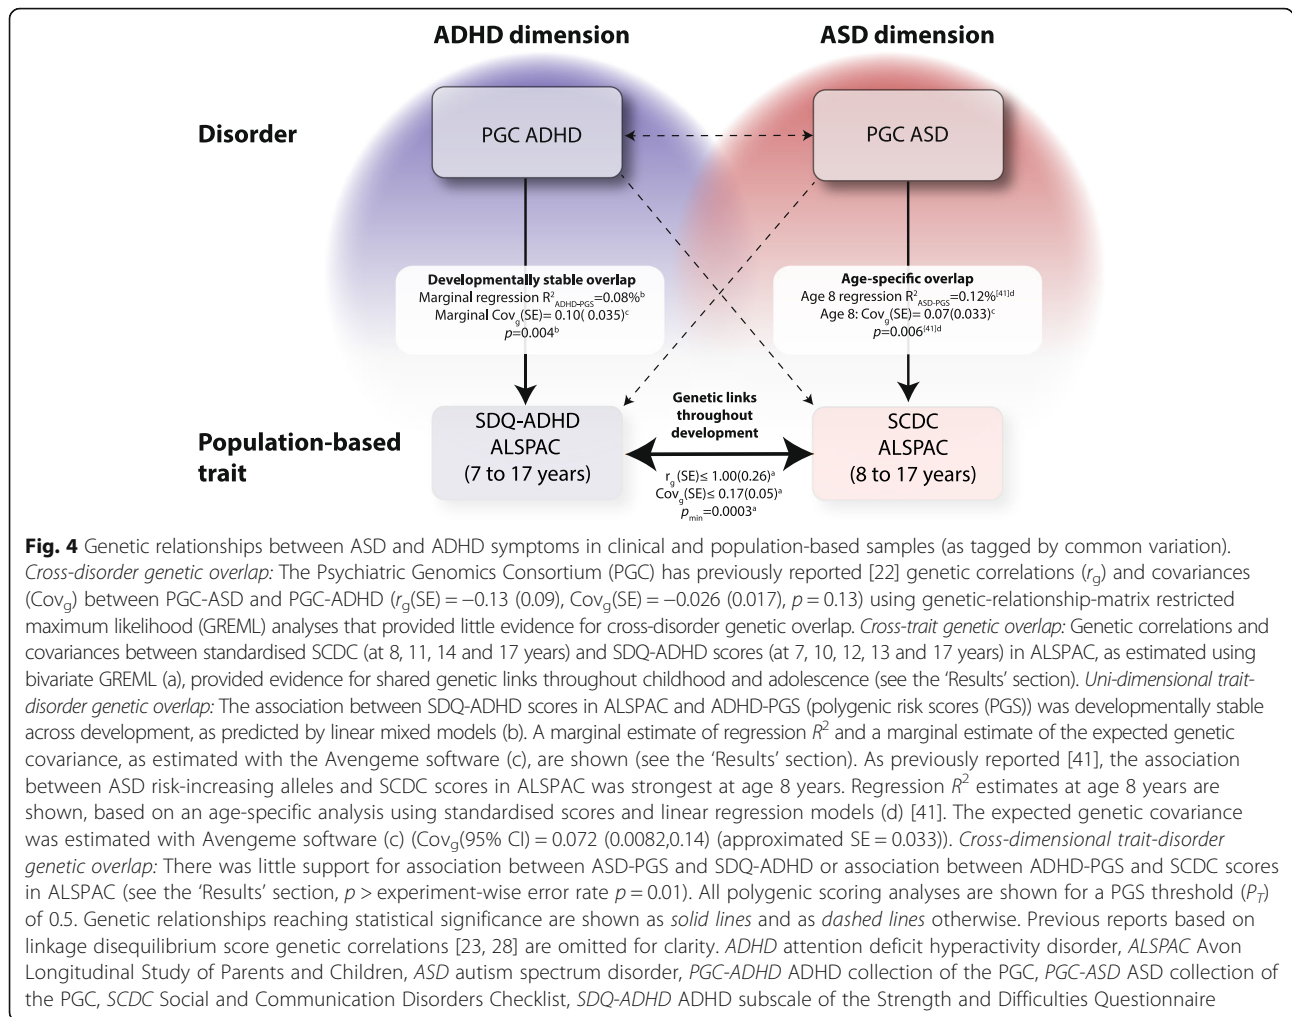 ADHD dimension
ASD dimension
Disorder
PGC ADHD
PGC ASD
Developmentally stable overlap
Marginal regression R²ADHD-PGS=0.08%ᵇ
Marginal Covg(SE)= 0.10( 0.035)ᶜ
p=0.004ᵇ
Age-specific overlap
Age 8 regression R²ASD-PGS=0.12%[41]d
Age 8: Covg(SE)= 0.07(0.033)ᶜ
p=0.006[41]d
Population-based
trait
SDQ-ADHD
ALSPAC
(7 to 17 years)
Genetic links
throughout
development
rg(SE)≤ 1.00(0.26)ᵃ
Covg(SE)≤ 0.17(0.05)ᵃ
pmin=0.0003ᵃ
SCDC
ALSPAC
(8 to 17 years)
Fig. 4 Genetic relationships between ASD and ADHD symptoms in clinical and population-based samples (as tagged by common variation).
Cross-disorder genetic overlap: The Psychiatric Genomics Consortium (PGC) has previously reported [22] genetic correlations (rg) and covariances
(Covg) between PGC-ASD and PGC-ADHD (rg(SE) = −0.13 (0.09), Covg(SE) = −0.026 (0.017), p = 0.13) using genetic-relationship-matrix restricted
maximum likelihood (GREML) analyses that provided little evidence for cross-disorder genetic overlap. Cross-trait genetic overlap: Genetic correlations and
covariances between standardised SCDC (at 8, 11, 14 and 17 years) and SDQ-ADHD scores (at 7, 10, 12, 13 and 17 years) in ALSPAC, as estimated using
bivariate GREML (a), provided evidence for shared genetic links throughout childhood and adolescence (see the ‘Results’ section). Uni-dimensional trait-
disorder genetic overlap: The association between SDQ-ADHD scores in ALSPAC and ADHD-PGS (polygenic risk scores (PGS)) was developmentally stable
across development, as predicted by linear mixed models (b). A marginal estimate of regression R² and a marginal estimate of the expected genetic
covariance, as estimated with the Avengeme software (c), are shown (see the ‘Results’ section). As previously reported [41], the association
between ASD risk-increasing alleles and SCDC scores in ALSPAC was strongest at age 8 years. Regression R² estimates at age 8 years are
shown, based on an age-specific analysis using standardised scores and linear regression models (d) [41]. The expected genetic covariance
was estimated with Avengeme software (c) (Covg(95% CI) = 0.072 (0.0082,0.14) (approximated SE = 0.033)). Cross-dimensional trait-disorder
genetic overlap: There was little support for association between ASD-PGS and SDQ-ADHD or association between ADHD-PGS and SCDC scores
in ALSPAC (see the ‘Results’ section, p > experiment-wise error rate p = 0.01). All polygenic scoring analyses are shown for a PGS threshold (PT)
of 0.5. Genetic relationships reaching statistical significance are shown as solid lines and as dashed lines otherwise. Previous reports based on
linkage disequilibrium score genetic correlations [23, 28] are omitted for clarity. ADHD attention deficit hyperactivity disorder, ALSPAC Avon
Longitudinal Study of Parents and Children, ASD autism spectrum disorder, PGC-ADHD ADHD collection of the PGC, PGC-ASD ASD collection of
the PGC, SCDC Social and Communication Disorders Checklist, SDQ-ADHD ADHD subscale of the Strength and Difficulties Questionnaire